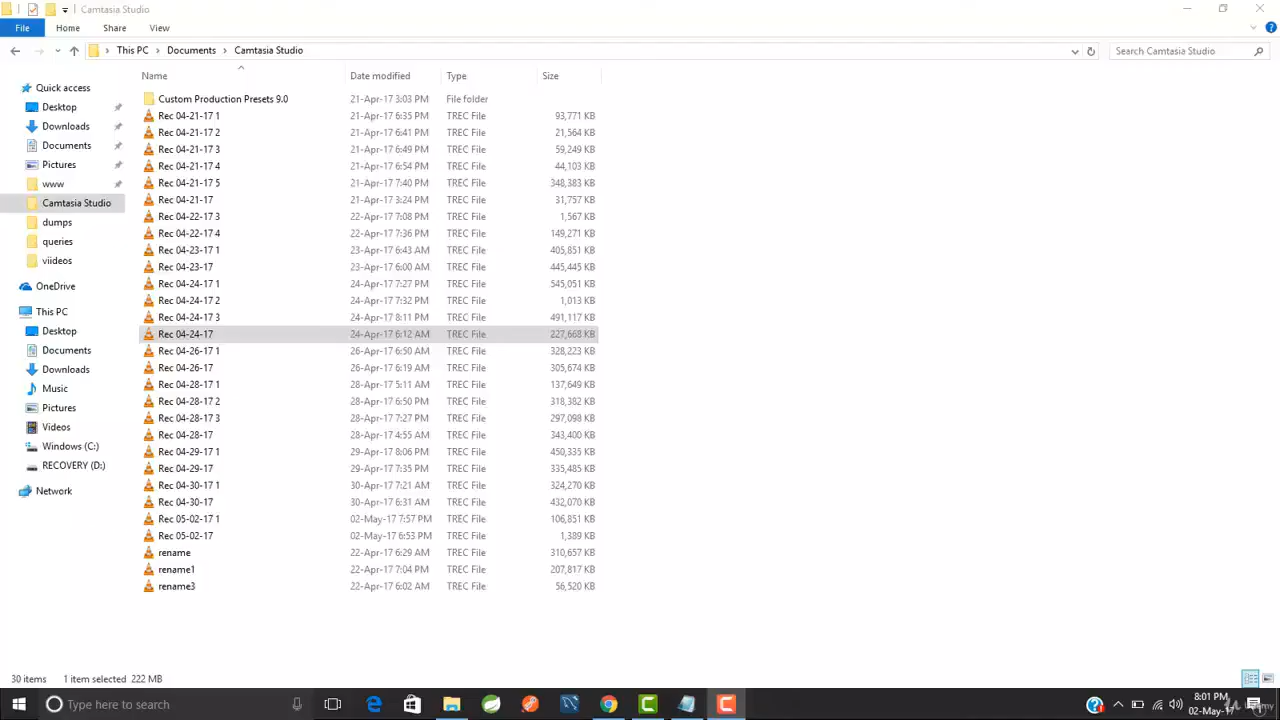 Camtasia Studio
File Home Share View
This PC Documents Camtasia Studio Search Camtasia Studio
Name Date modified Type Size
Quick access
Desktop
Downloads
Documents
Pictures
www
Camtasia Studio
dumps
queries
viideos
OneDrive
This PC
Desktop
Documents
Downloads
Music
Pictures
Videos
Windows (C:)
RECOVERY (D:)
Network
Custom Production Presets 9.0 21-Apr-17 3:03 PM File folder
Rec 04-21-17 1 21-Apr-17 6:35 PM TREC File 93,771 KB
Rec 04-21-17 2 21-Apr-17 6:41 PM TREC File 21,564 KB
Rec 04-21-17 3 21-Apr-17 6:49 PM TREC File 59,249 KB
Rec 04-21-17 4 21-Apr-17 6:54 PM TREC File 44,103 KB
Rec 04-21-17 5 21-Apr-17 7:40 PM TREC File 348,383 KB
Rec 04-21-17 21-Apr-17 3:24 PM TREC File 31,757 KB
Rec 04-22-17 3 22-Apr-17 7:08 PM TREC File 1,567 KB
Rec 04-22-17 4 22-Apr-17 7:36 PM TREC File 149,271 KB
Rec 04-23-17 1 23-Apr-17 6:43 AM TREC File 405,851 KB
Rec 04-23-17 23-Apr-17 6:00 AM TREC File 445,445 KB
Rec 04-24-17 1 24-Apr-17 7:27 PM TREC File 545,051 KB
Rec 04-24-17 2 24-Apr-17 7:32 PM TREC File 1,013 KB
Rec 04-24-17 3 24-Apr-17 8:11 PM TREC File 491,117 KB
Rec 04-24-17 24-Apr-17 6:12 AM TREC File 227,668 KB
Rec 04-26-17 1 26-Apr-17 6:50 AM TREC File 328,223 KB
Rec 04-26-17 26-Apr-17 6:19 AM TREC File 305,674 KB
Rec 04-28-17 1 28-Apr-17 5:11 AM TREC File 137,649 KB
Rec 04-28-17 2 28-Apr-17 6:50 PM TREC File 318,382 KB
Rec 04-28-17 3 28-Apr-17 7:27 PM TREC File 297,098 KB
Rec 04-28-17 28-Apr-17 4:55 AM TREC File 343,400 KB
Rec 04-29-17 1 29-Apr-17 8:06 PM TREC File 450,335 KB
Rec 04-29-17 29-Apr-17 7:35 PM TREC File 335,485 KB
Rec 04-30-17 1 30-Apr-17 7:21 AM TREC File 324,270 KB
Rec 04-30-17 30-Apr-17 6:31 AM TREC File 432,070 KB
Rec 05-02-17 1 02-May-17 7:57 PM TREC File 106,851 KB
Rec 05-02-17 02-May-17 6:53 PM TREC File 1,389 KB
rename 22-Apr-17 6:29 AM TREC File 310,657 KB
rename1 22-Apr-17 7:04 PM TREC File 207,817 KB
rename3 22-Apr-17 6:02 AM TREC File 56,520 KB
30 items 1 item selected 222 MB
Type here to search
8:01 PM